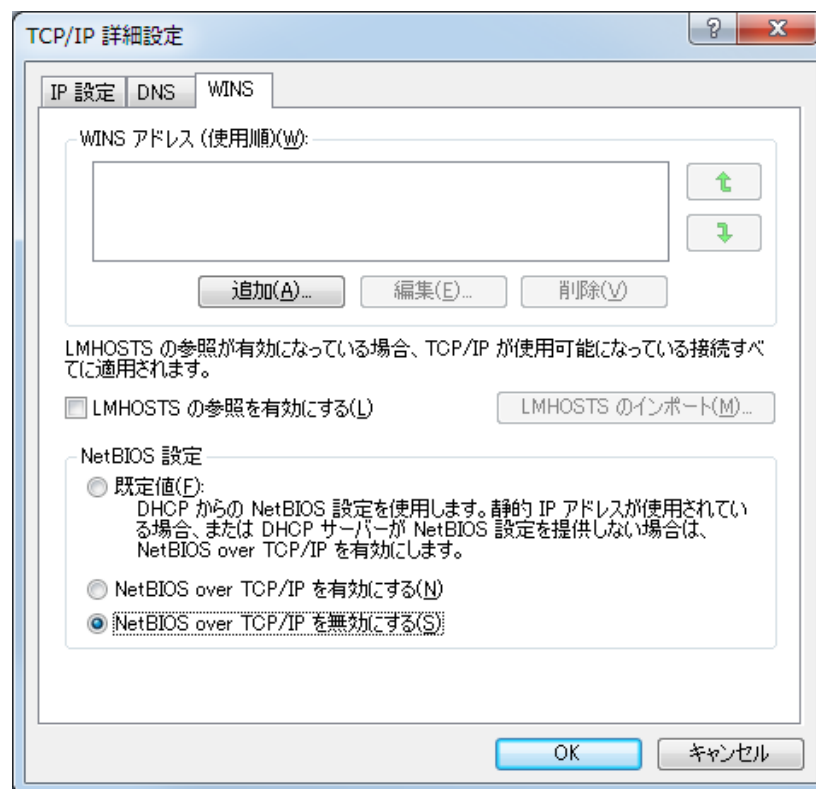 TCP/IP 詳細設定
IP 設定 DNS WINS
WINS アドレス (使用順)(W):
追加(A)... 編集(E)... 削除(V)
LMHOSTS の参照が有効になっている場合、TCP/IP が使用可能になっている接続すべ
てに適用されます。
LMHOSTS の参照を有効にする(L) LMHOSTS のインポート(M)...
NetBIOS 設定
既定値(F):
DHCP からの NetBIOS 設定を使用します。静的 IP アドレスが使用されてい
る場合、または DHCP サーバーが NetBIOS 設定を提供しない場合は、
NetBIOS over TCP/IP を有効にします。
NetBIOS over TCP/IP を有効にする(N)
NetBIOS over TCP/IP を無効にする(S)
OK キャンセル